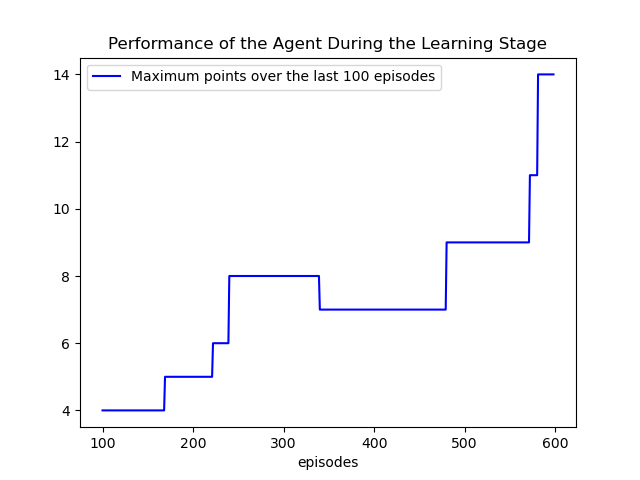 Performance of the Agent During the Learning Stage
Maximum points over the last 100 episodes
14
12
10
8
6
4
100 200 300 400 500 600
episodes